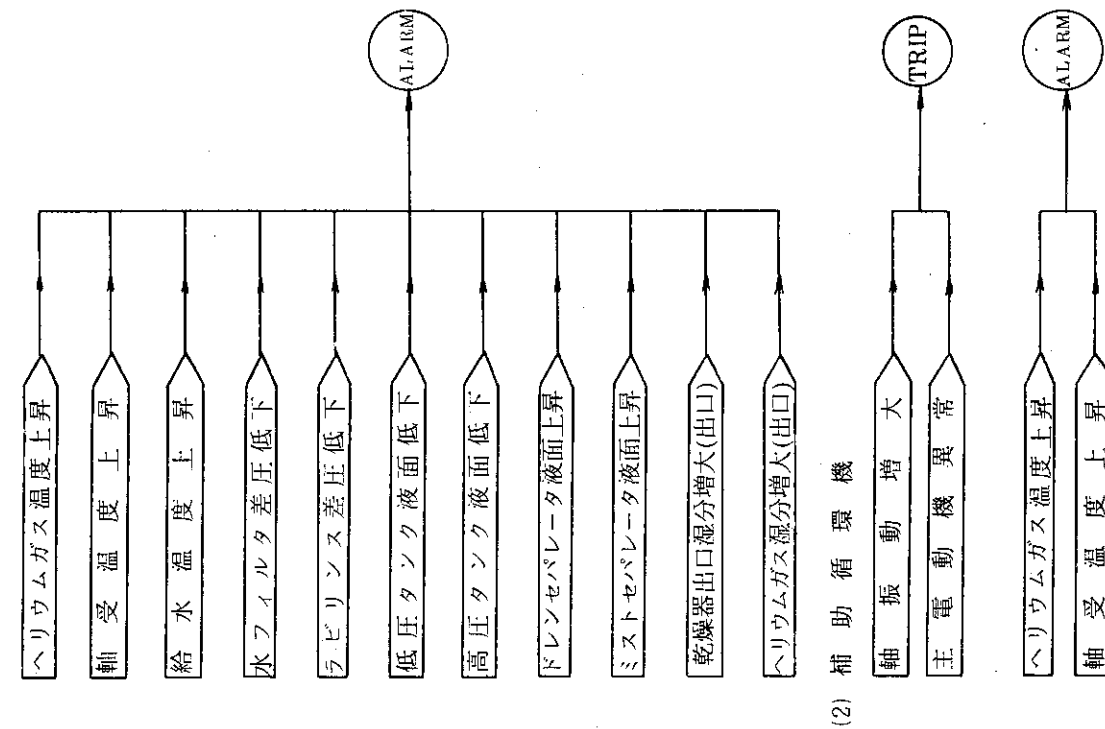 ヘリウムガス温度上昇
軸受温度上昇
給水温度上昇
水フィルタ差圧低下
ラビリンス差圧低下
低圧タンク液面低下
高圧タンク液面低下
ドレンセパレータ液面上昇
ミストセパレータ液面上昇
乾燥器出口湿分増大(出口)
ヘリウムガス湿分増大(出口)
ALARM
(2) 補助循環機
軸振動増大
主電動機異常
TRIP
ヘリウムガス温度上昇
軸受温度上昇
ALARM